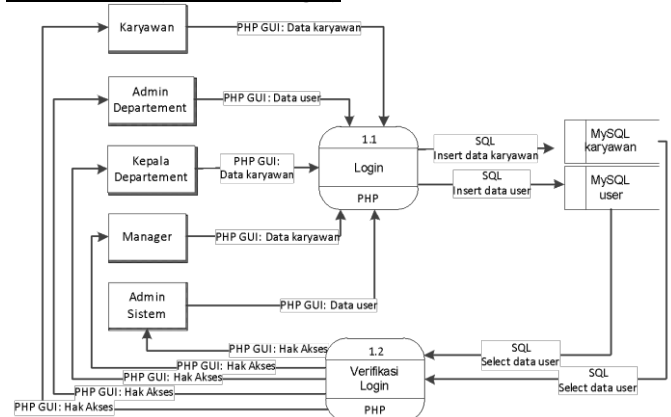 Karyawan
PHP GUI: Data karyawan
Admin
Departement
PHP GUI: Data user
1.1
Login
PHP
SQL
Insert data karyawan
MySQL
karyawan
Kepala
Departement
PHP GUI:
Data karyawan
SQL
Insert data user
MySQL
user
Manager
PHP GUI: Data karyawan
Admin
Sistem
PHP GUI: Data user
PHP GUI: Hak Akses
1.2
Verifikasi
Login
PHP
SQL
Select data user
PHP GUI: Hak Akses
PHP GUI: Hak Akses
SQL
Select data user
PHP GUI: Hak Akses
PHP GUI: Hak Akses